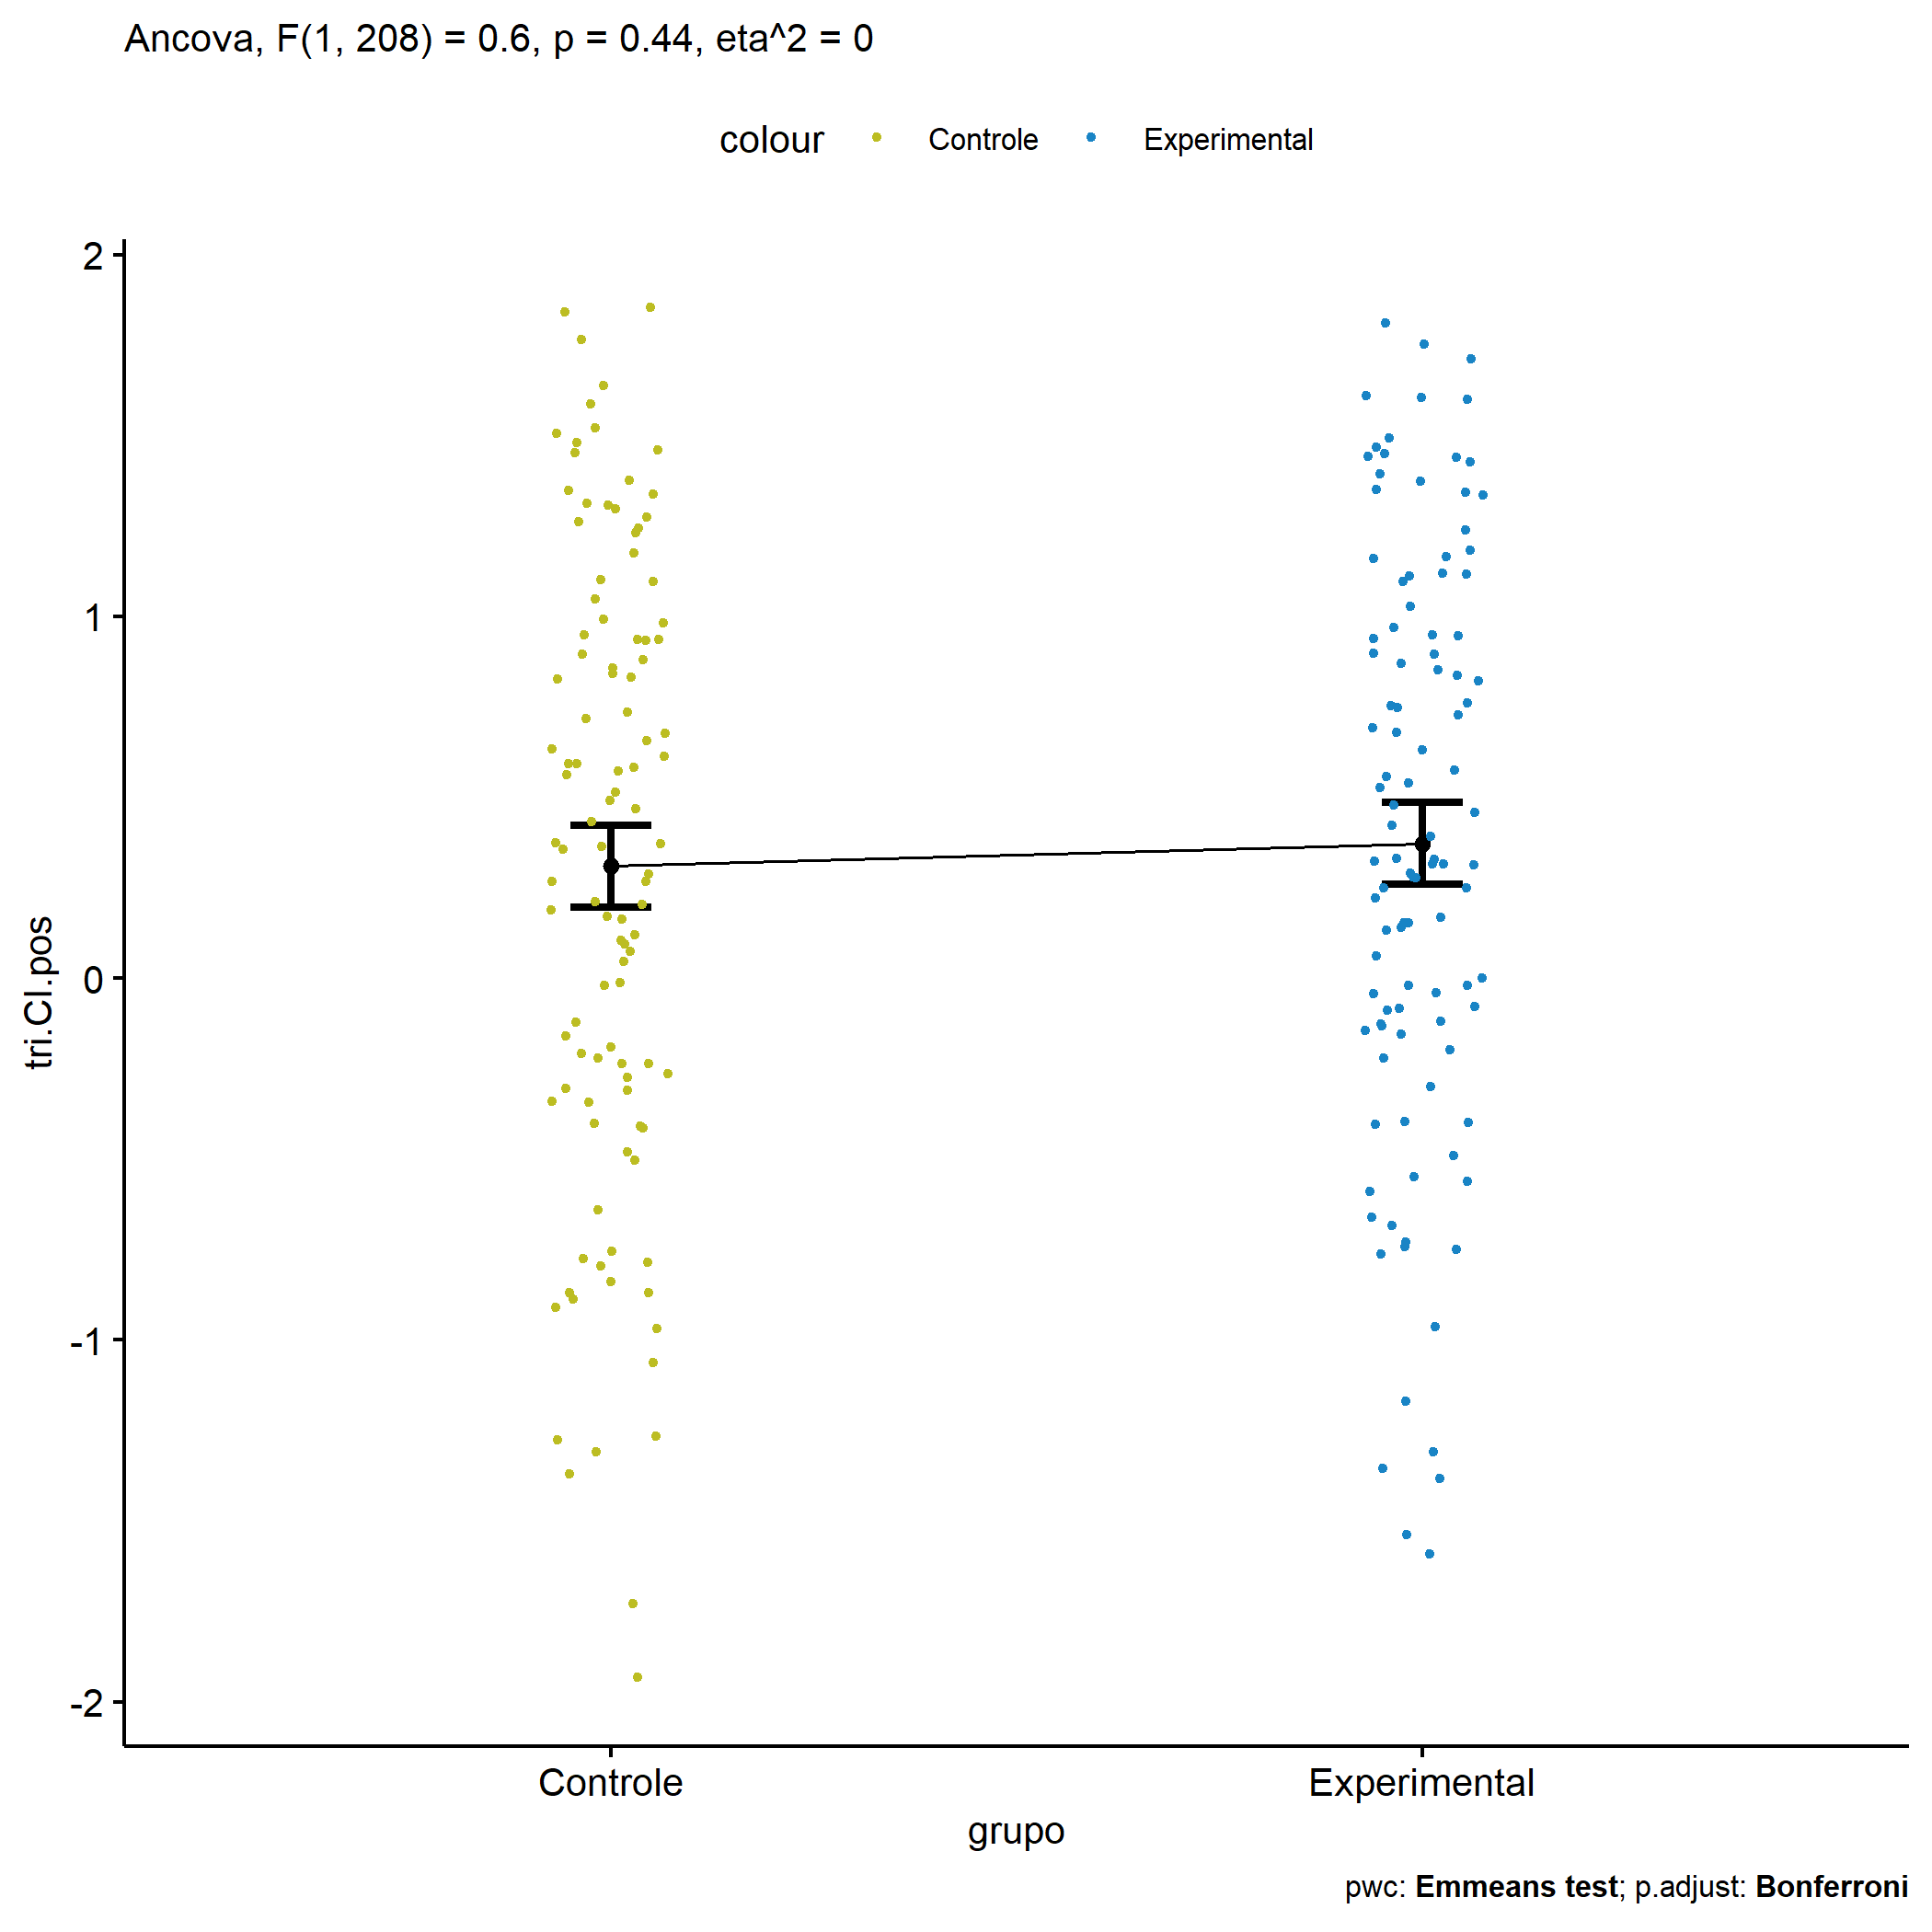 Ancova, F(1, 208) = 0.6, p = 0.44, eta^2 = 0
colour Controle Experimental
2
1
0
-1
-2
tri.CI.pos
Controle Experimental
grupo
pwc: Emmeans test; p.adjust: Bonferroni